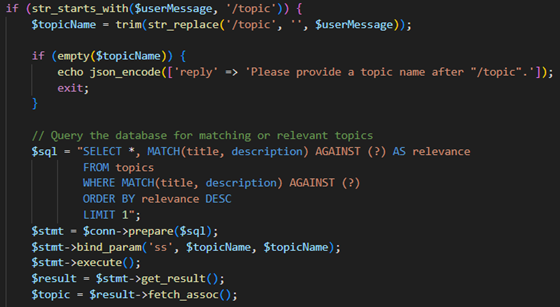 if (str_starts_with($userMessage, '/topic')) {
    $topicName = trim(str_replace('/topic', '', $userMessage));

    if (empty($topicName)) {
        echo json_encode(['reply' => 'Please provide a topic name after "/topic".']);
        exit;
    }

    // Query the database for matching or relevant topics
    $sql = "SELECT *, MATCH(title, description) AGAINST (?) AS relevance
            FROM topics
            WHERE MATCH(title, description) AGAINST (?)
            ORDER BY relevance DESC
            LIMIT 1";
    $stmt = $conn->prepare($sql);
    $stmt->bind_param('ss', $topicName, $topicName);
    $stmt->execute();
    $result = $stmt->get_result();
    $topic = $result->fetch_assoc();